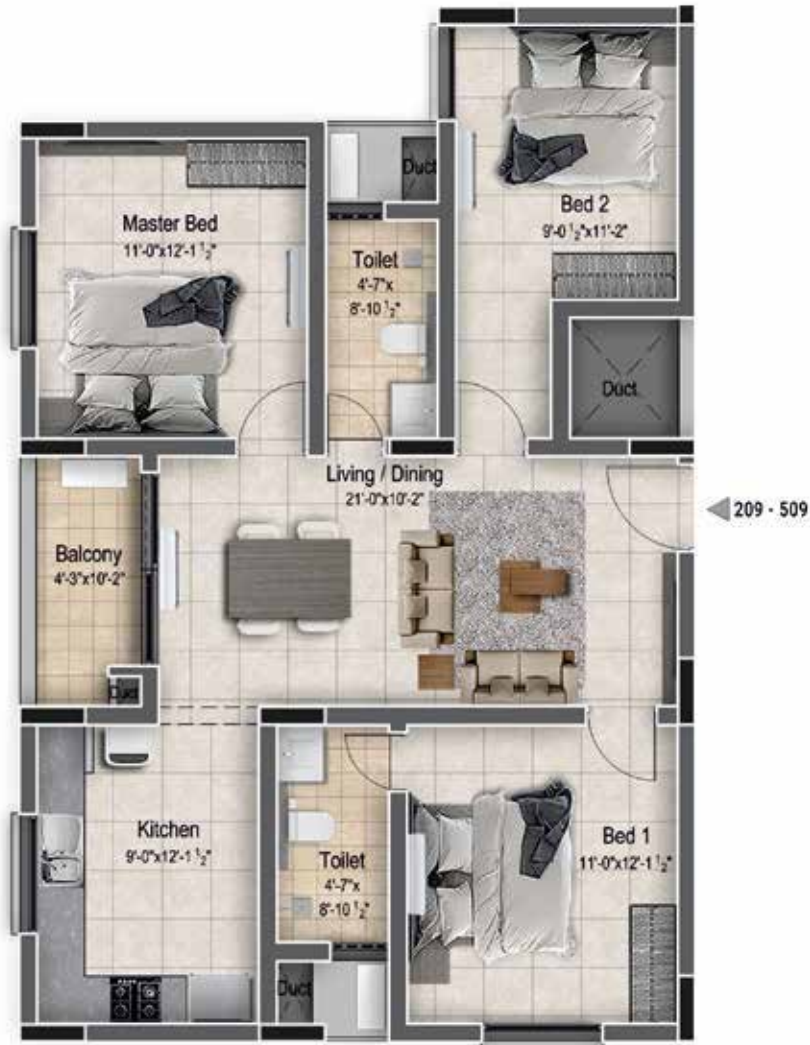 Duct
Bed 2
9'-0 ½"x11'-2"
Master Bed
11'-0"x12'-1 ½"
Toilet
4'-7"x
8'-10 ½"
Duct
Living / Dining
21'-0"x10'-2"
209 - 509
Balcony
4'-3"x10'-2"
Duct
Kitchen
9'-0"x12'-1 ½"
Toilet
4'-7"x
8'-10 ½"
Bed 1
11'-0"x12'-1 ½"
Duct